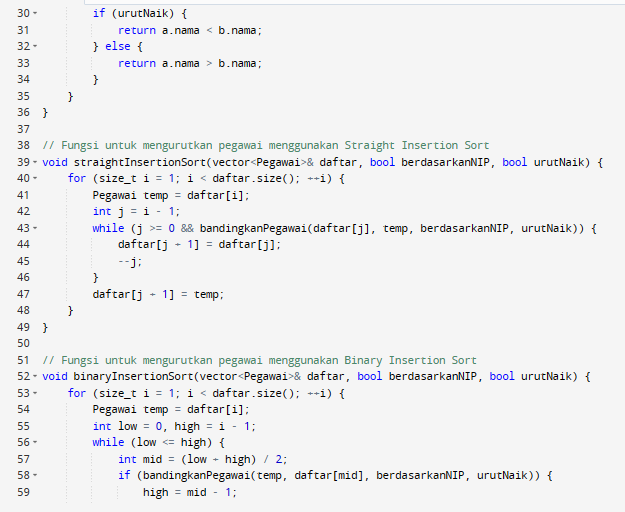 30 if (urutNaik) {
31 return a.nama < b.nama;
32 } else {
33 return a.nama > b.nama;
34 }
35 }
36 }
37
38 // Fungsi untuk mengurutkan pegawai menggunakan Straight Insertion Sort
39 void straightInsertionSort(vector<Pegawai>& daftar, bool berdasarkanNIP, bool urutNaik) {
40 for (size_t i = 1; i < daftar.size(); ++i) {
41 Pegawai temp = daftar[i];
42 int j = i - 1;
43 while (j >= 0 && bandingkanPegawai(daftar[j], temp, berdasarkanNIP, urutNaik)) {
44 daftar[j + 1] = daftar[j];
45 --j;
46 }
47 daftar[j + 1] = temp;
48 }
49 }
50
51 // Fungsi untuk mengurutkan pegawai menggunakan Binary Insertion Sort
52 void binaryInsertionSort(vector<Pegawai>& daftar, bool berdasarkanNIP, bool urutNaik) {
53 for (size_t i = 1; i < daftar.size(); ++i) {
54 Pegawai temp = daftar[i];
55 int low = 0, high = i - 1;
56 while (low <= high) {
57 int mid = (low + high) / 2;
58 if (bandingkanPegawai(temp, daftar[mid], berdasarkanNIP, urutNaik)) {
59 high = mid - 1;